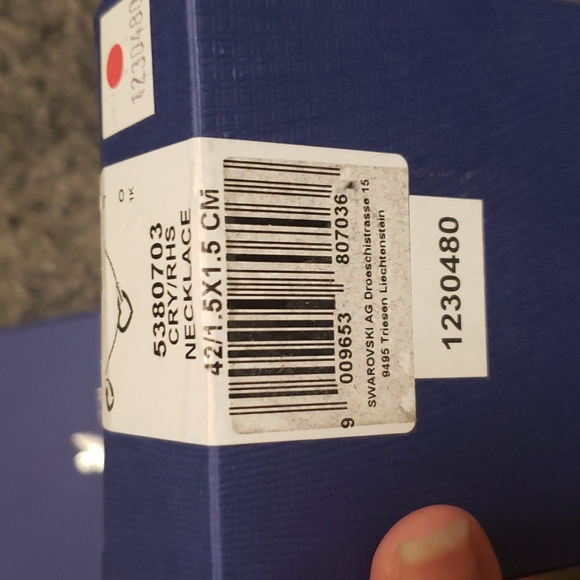 1230480
1K
5380703
CRY/RHS
NECKLACE
42/1.5X1.5 CM
9 009653 807036
SWAROVSKI AG Droeschistrasse 15
9495 Triesen Liechtenstein
1230480